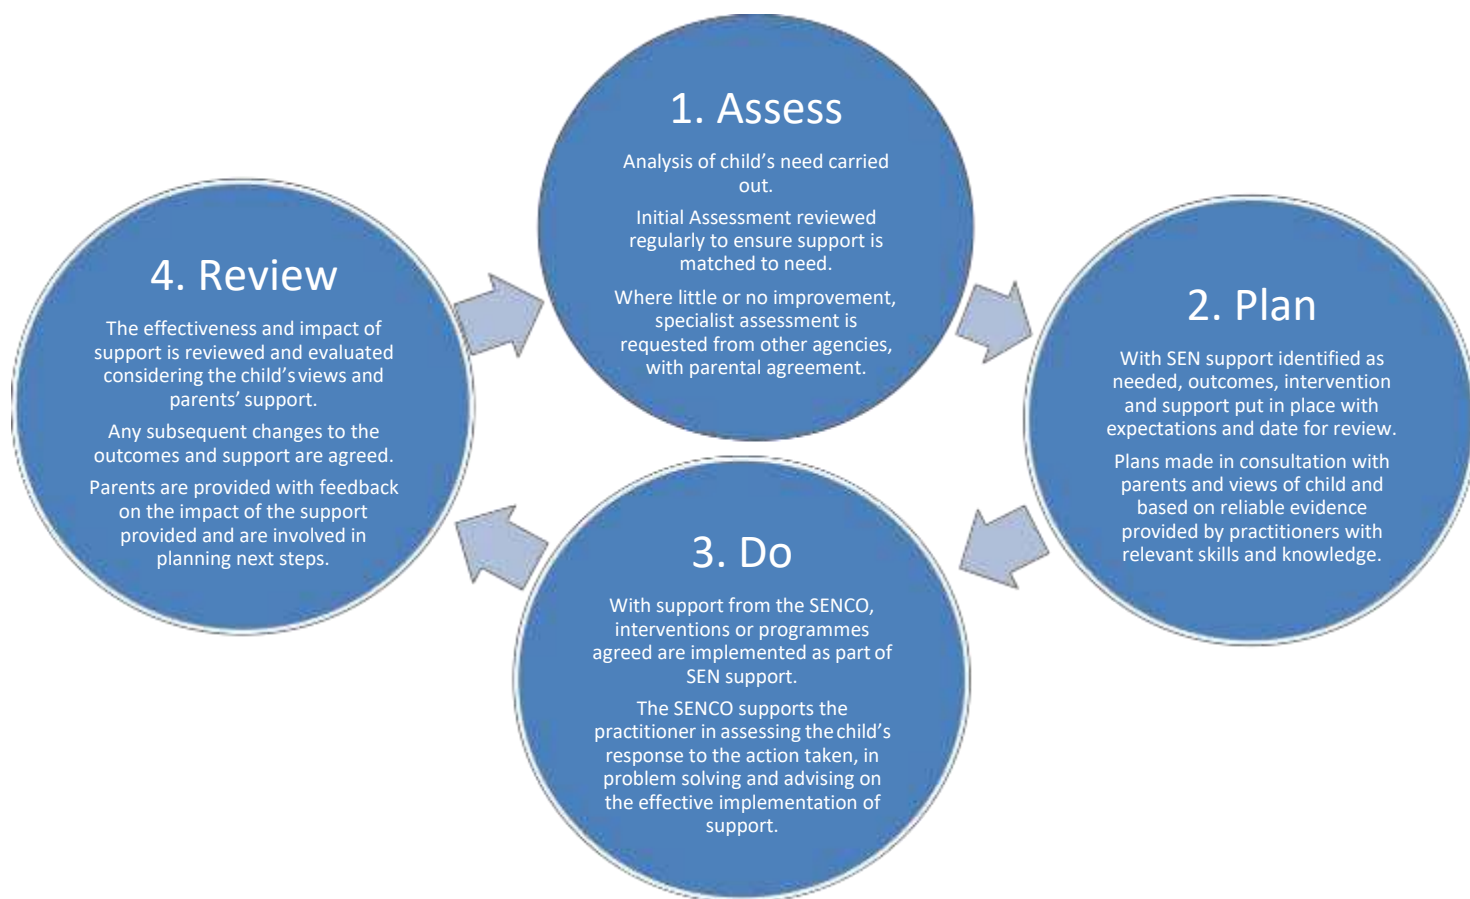 1. Assess
Analysis of child’s need carried
out.
Initial Assessment reviewed
regularly to ensure support is
matched to need.
Where little or no improvement,
specialist assessment is
requested from other agencies,
with parental agreement.
2. Plan
With SEN support identified as
needed, outcomes, intervention
and support put in place with
expectations and date for review.
Plans made in consultation with
parents and views of child and
based on reliable evidence
provided by practitioners with
relevant skills and knowledge.
3. Do
With support from the SENCO,
interventions or programmes
agreed are implemented as part of
SEN support.
The SENCO supports the
practitioner in assessing the child’s
response to the action taken, in
problem solving and advising on
the effective implementation of
support.
4. Review
The effectiveness and impact of
support is reviewed and evaluated
considering the child’s views and
parents’ support.
Any subsequent changes to the
outcomes and support are agreed.
Parents are provided with feedback
on the impact of the support
provided and are involved in
planning next steps.